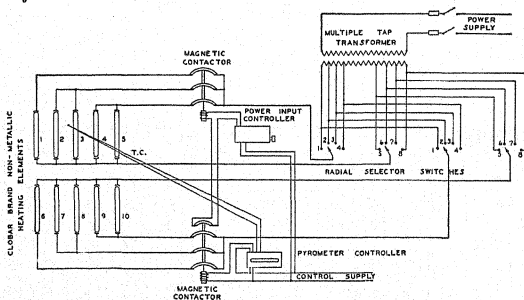 POWER
SUPPLY
MULTIPLE TAP
TRANSFORMER
MAGNETIC
CONTACTOR
POWER INPUT
CONTROLLER
CLOBAR BRAND NON-METALLIC
HEATING ELEMENTS
1 2 3 4 5
T.C.
1 2 3 4 5 6 7 8 1 2 3 4 5 6 7 8
RADIAL SELECTOR SWITCHES
6 7 8 9 10
PYROMETER CONTROLLER
CONTROL SUPPLY
MAGNETIC
CONTACTOR